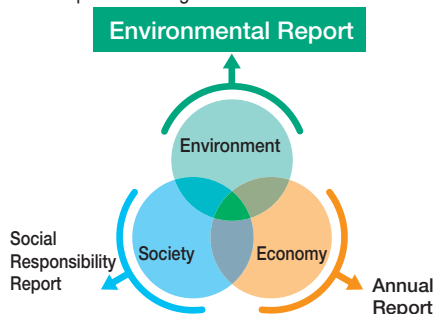 Environmental Report
Environment
Society
Economy
Social
Responsibility
Report
Annual
Report